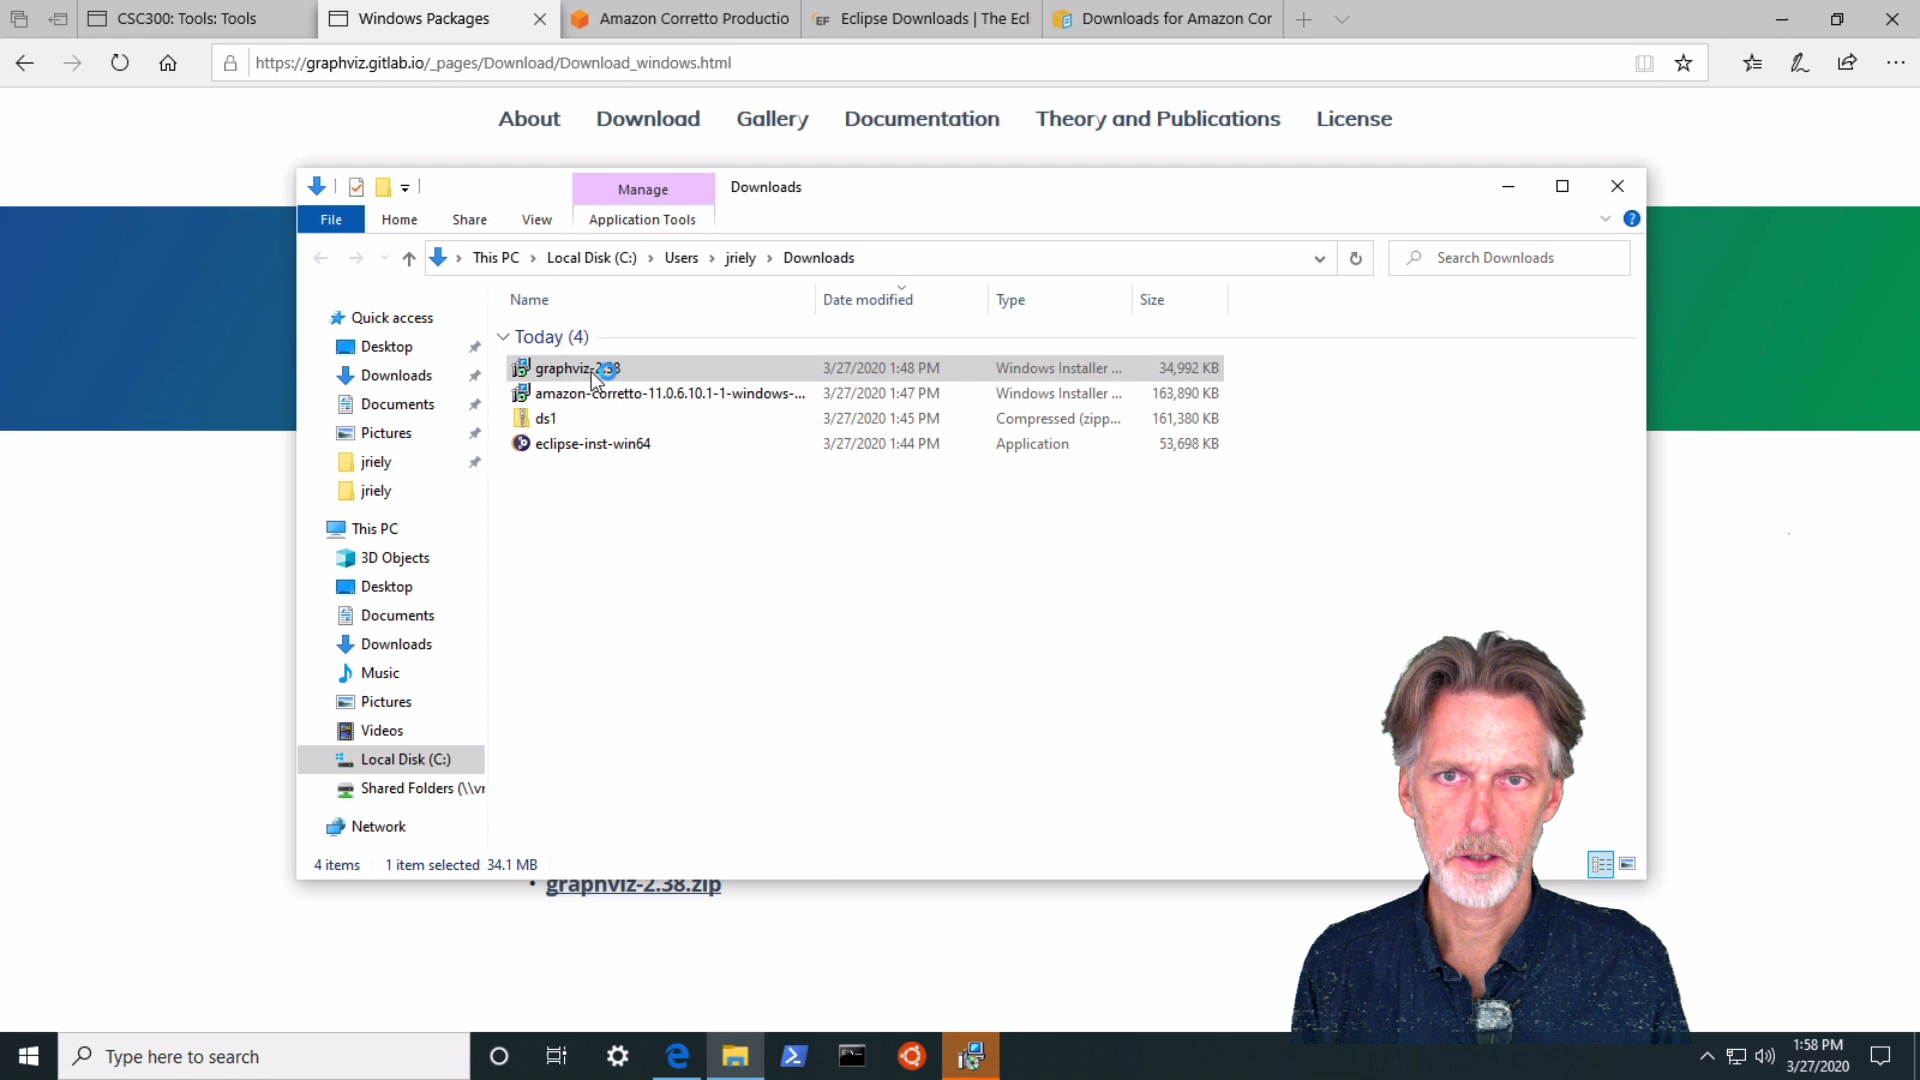 CSC300: Tools: Tools
Windows Packages
Amazon Corretto Productio
EF Eclipse Downloads | The Ecl
Downloads for Amazon Cor
https://graphviz.gitlab.io/_pages/Download/Download_windows.html
About Download Gallery Documentation Theory and Publications License
Manage Downloads
File Home Share View Application Tools
This PC Local Disk (C:) Users jriely Downloads
Search Downloads
Name Date modified Type Size
Today (4)
graphviz-2.38 3/27/2020 1:48 PM Windows Installer ... 34,992 KB
amazon-corretto-11.0.6.10.1-1-windows-... 3/27/2020 1:47 PM Windows Installer ... 163,890 KB
ds1 3/27/2020 1:45 PM Compressed (zipp... 161,380 KB
eclipse-inst-win64 3/27/2020 1:44 PM Application 53,698 KB
Quick access
Desktop
Downloads
Documents
Pictures
jriely
jriely
This PC
3D Objects
Desktop
Documents
Downloads
Music
Pictures
Videos
Local Disk (C:)
Shared Folders (\\vr
Network
4 items 1 item selected 34.1 MB
• graphviz-2.38.zip
Type here to search
1:58 PM
3/27/2020